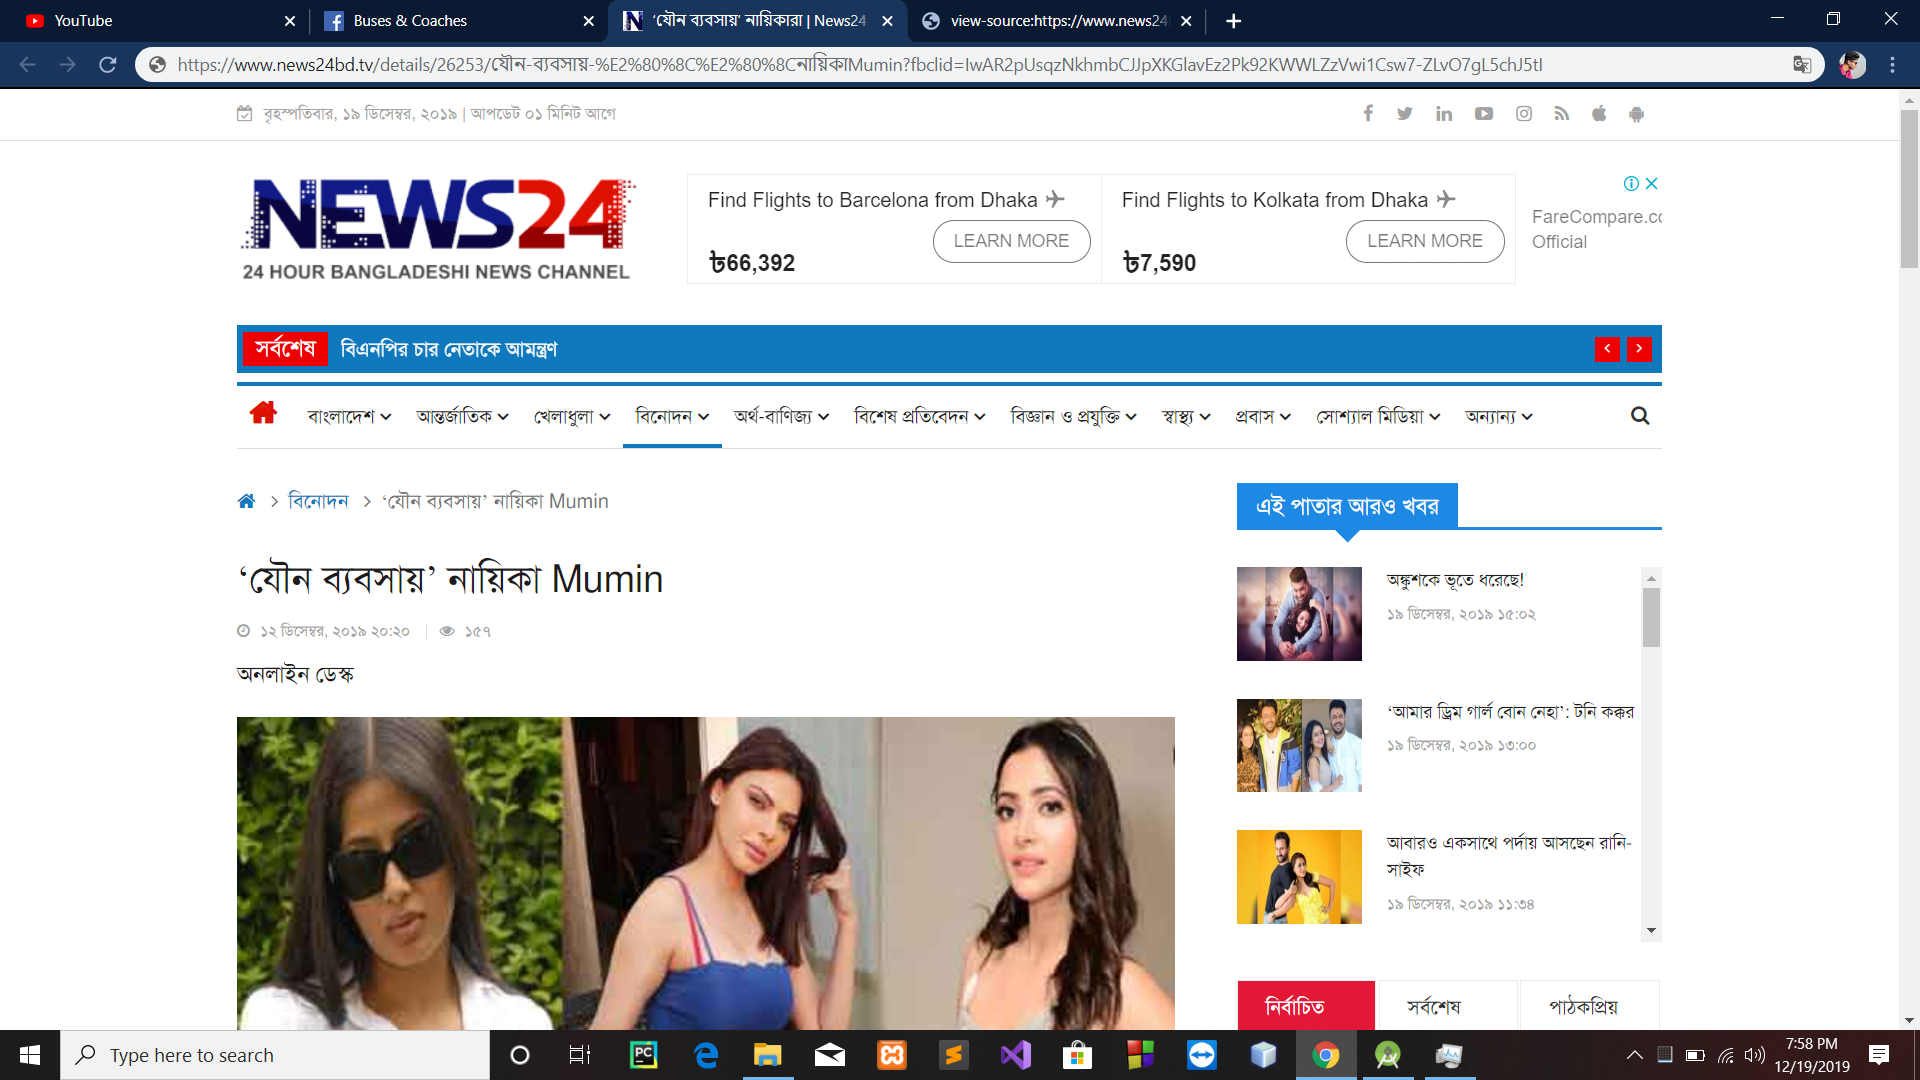 YouTube
Buses & Coaches
‘যৌন ব্যবসায়’ নায়িকারা | News24
view-source:https://www.news24
https://www.news24bd.tv/details/26253/যৌন-ব্যবসায়-%E2%80%8C%E2%80%8Cনায়িকাMumin?fbclid=IwAR2pUsqzNkhmbCJJpXKGlavEz2Pk92KWWLZzVwi1Csw7-ZLvO7gL5chJ5tI
বৃহস্পতিবার, ১৯ ডিসেম্বর, ২০১৯ | আপডেট ০১ মিনিট আগে
NEWS24
24 HOUR BANGLADESHI NEWS CHANNEL
Find Flights to Barcelona from Dhaka
LEARN MORE
৳66,392
Find Flights to Kolkata from Dhaka
LEARN MORE
৳7,590
FareCompare.co
Official
সর্বশেষ বিএনপির চার নেতাকে আমন্ত্রণ
বাংলাদেশ আন্তর্জাতিক খেলাধুলা বিনোদন অর্থ-বাণিজ্য বিশেষ প্রতিবেদন বিজ্ঞান ও প্রযুক্তি স্বাস্থ্য প্রবাস সোশ্যাল মিডিয়া অন্যান্য
বিনোদন ‘যৌন ব্যবসায়’ নায়িকা Mumin
‘যৌন ব্যবসায়’ নায়িকা Mumin
১২ ডিসেম্বর, ২০১৯ ২০:২০ ১৫৭
অনলাইন ডেস্ক
এই পাতার আরও খবর
অঙ্কুশকে ভূতে ধরেছে!
১৯ ডিসেম্বর, ২০১৯ ১৫:০২
‘আমার ড্রিম গার্ল বোন নেহা’: টনি কক্কর
১৯ ডিসেম্বর, ২০১৯ ১৩:০০
আবারও একসাথে পর্দায় আসছেন রানি-
সাইফ
১৯ ডিসেম্বর, ২০১৯ ১১:৩৪
নির্বাচিত সর্বশেষ পাঠকপ্রিয়
Type here to search
7:58 PM
12/19/2019